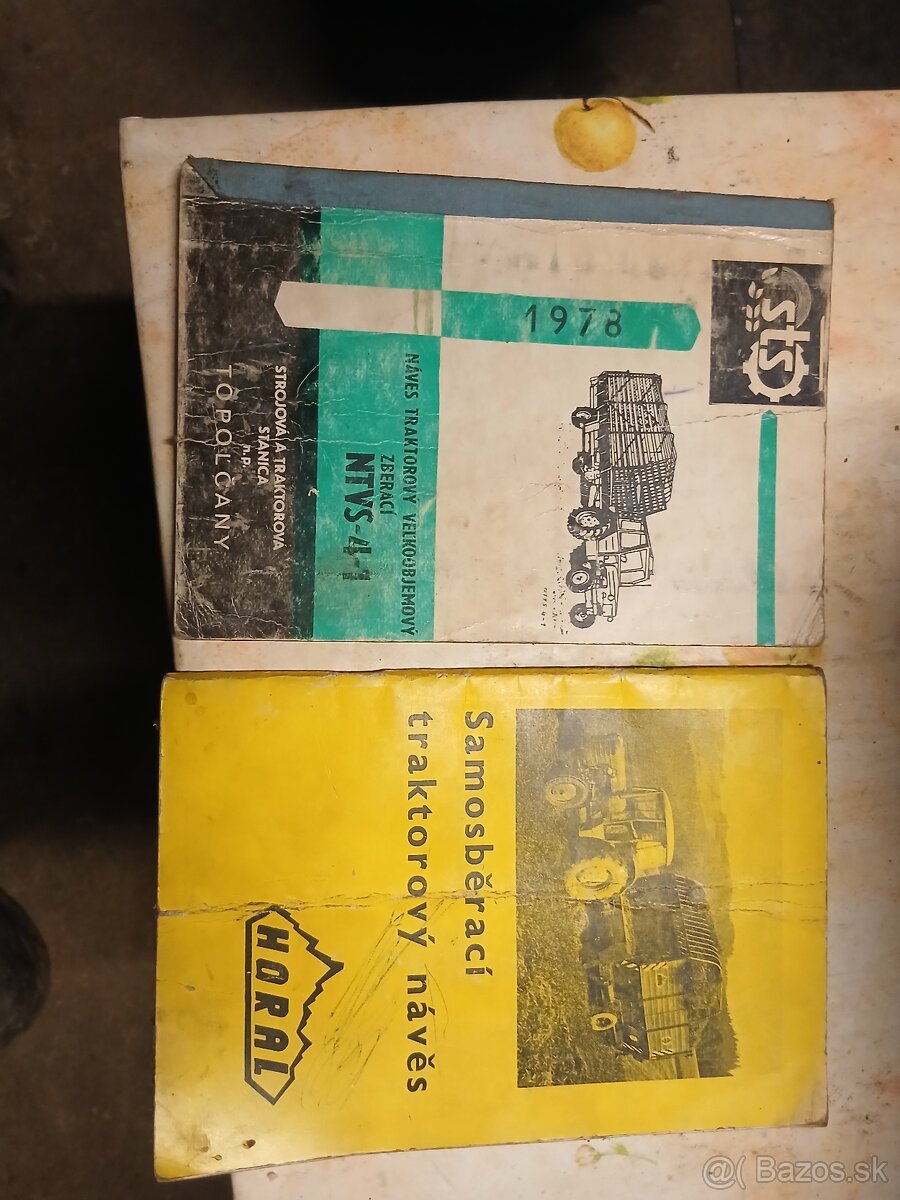 sts
1978
NÁVES TRAKTOROVÝ VEĽKOOBJEMOVÝ
ZBERACÍ
NTVS-4-1
STROJOVÁ A TRAKTOROVÁ
STANICA
n.p.
TOPOĽČANY
Samosběrací
traktorový návěs
HORAL
@( Bazos.sk